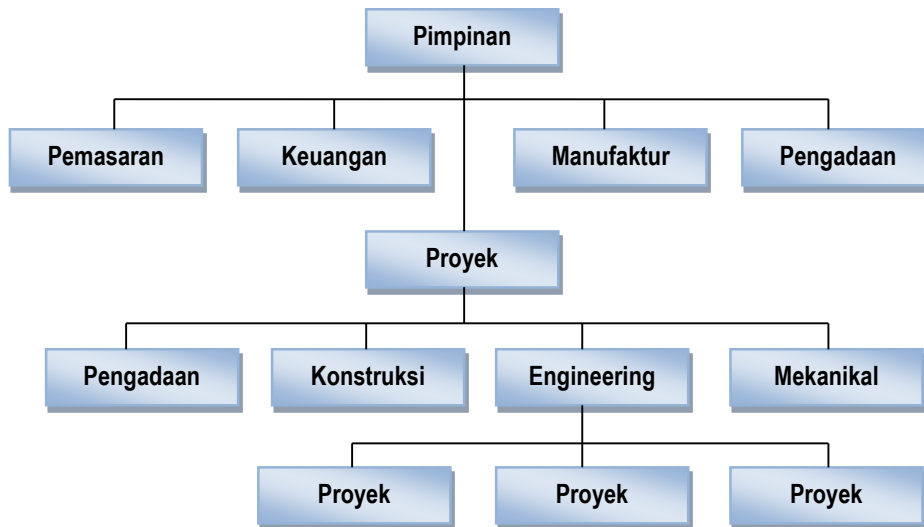 Pimpinan
Pemasaran
Keuangan
Manufaktur
Pengadaan
Proyek
Pengadaan
Konstruksi
Engineering
Mekanikal
Proyek
Proyek
Proyek